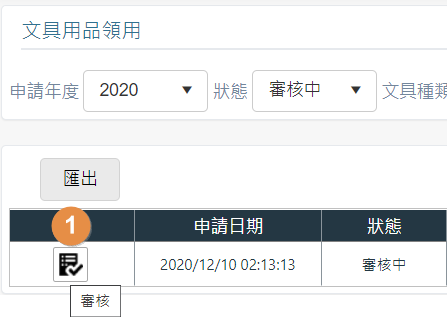 文具用品領用
申請年度 2020 狀態 審核中 文具種類
匯出
1 申請日期 狀態
2020/12/10 02:13:13 審核中
審核